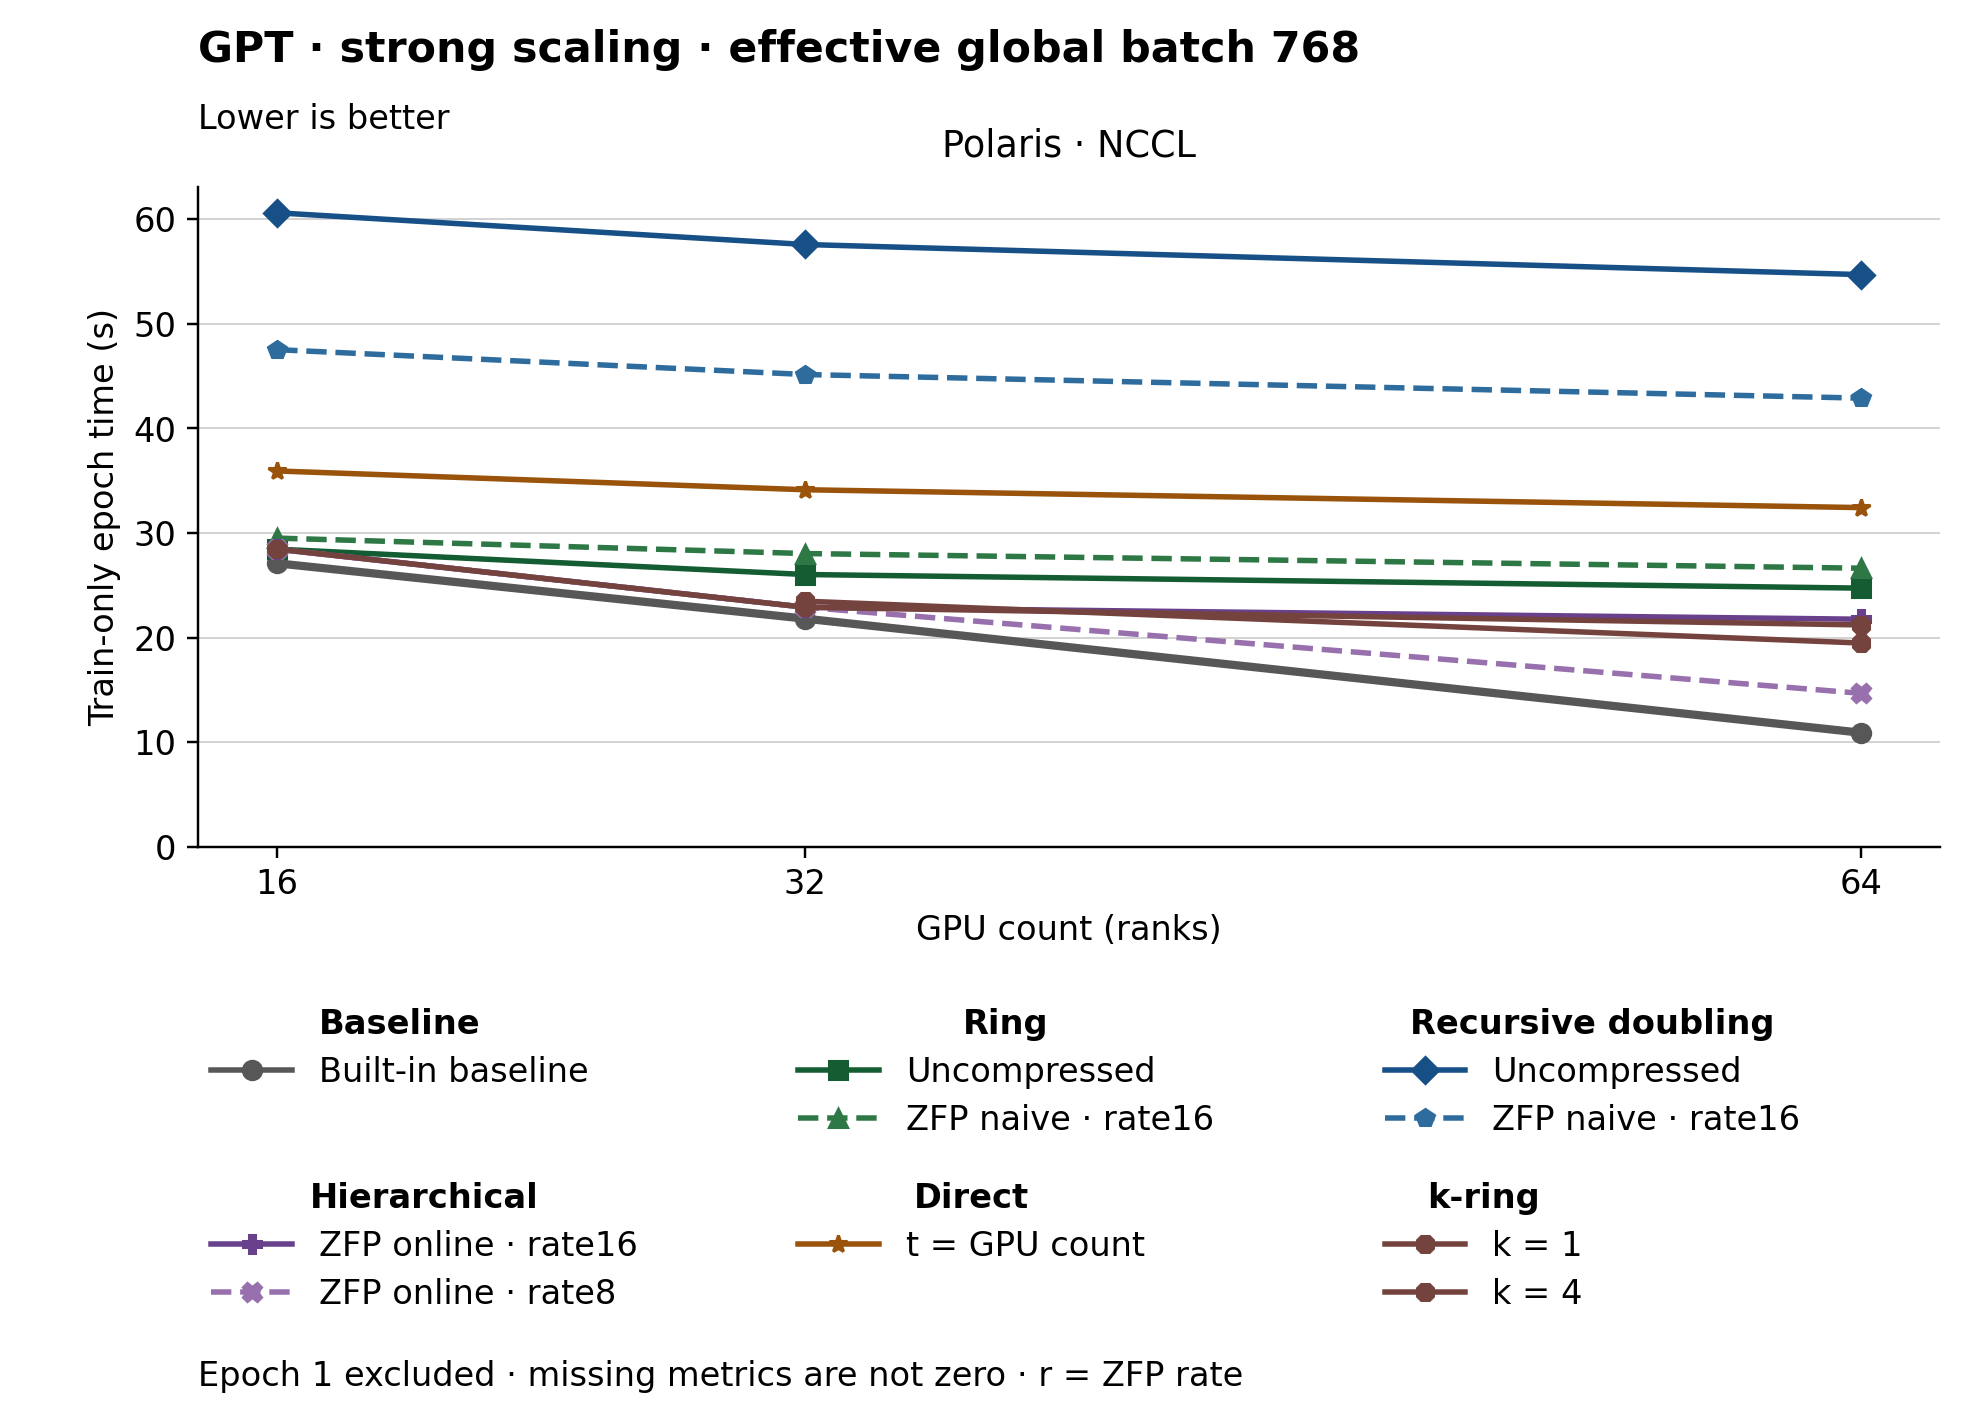 GPT · strong scaling · effective global batch 768
Lower is better
Polaris · NCCL
Train-only epoch time (s)
60
50
40
30
20
10
0
16 32 64
GPU count (ranks)
Baseline
Built-in baseline
Ring
Uncompressed
ZFP naive · rate16
Recursive doubling
Uncompressed
ZFP naive · rate16
Hierarchical
ZFP online · rate16
ZFP online · rate8
Direct
t = GPU count
k-ring
k = 1
k = 4
Epoch 1 excluded · missing metrics are not zero · r = ZFP rate